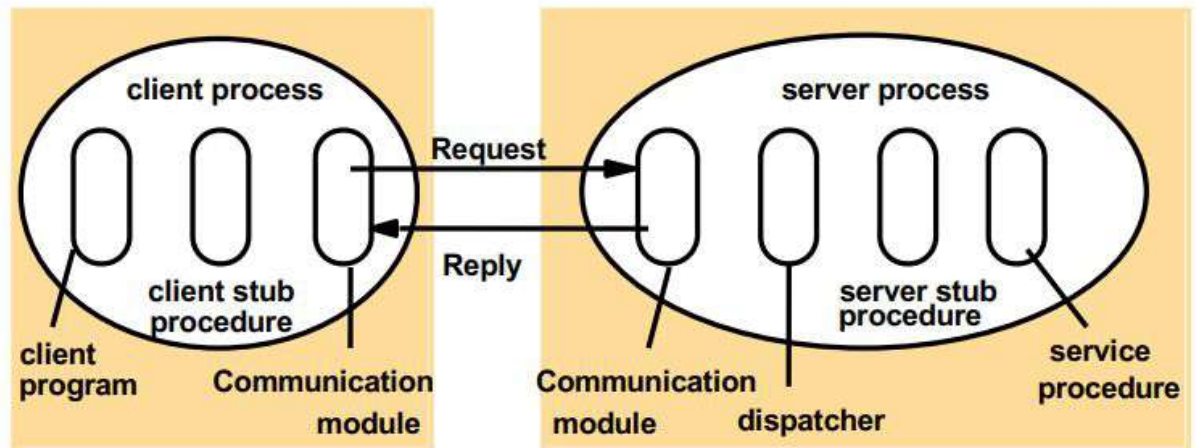 client process
server process
Request
Reply
client stub
procedure
server stub
procedure
client
program
Communication
module
Communication
module
dispatcher
service
procedure